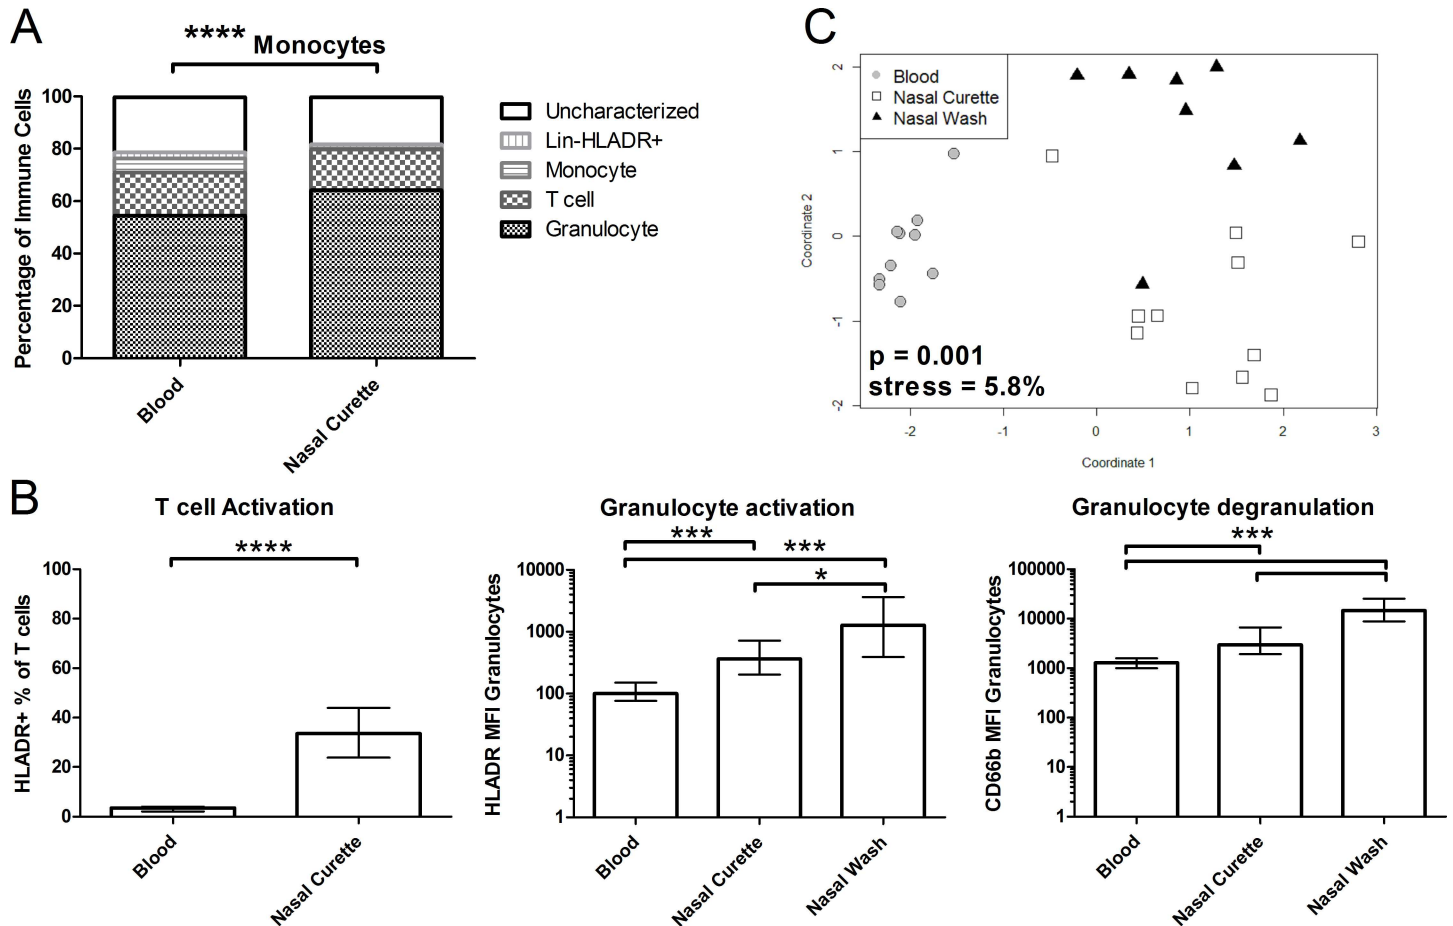 A
**** Monocytes
Percentage of Immune Cells
100
80
60
40
20
0
Blood
Nasal Curette
Uncharacterized
Lin-HLADR+
Monocyte
T cell
Granulocyte
C
Blood
Nasal Curette
Nasal Wash
Coordinate 2
2
1
0
-1
-2
p = 0.001
stress = 5.8%
-2
-1
0
1
2
3
Coordinate 1
B
T cell Activation
****
HLADR+ % of T cells
100
80
60
40
20
0
Blood
Nasal Curette
Granulocyte activation
***
***
*
HLADR MFI Granulocytes
10000
1000
100
10
1
Blood
Nasal Curette
Nasal Wash
Granulocyte degranulation
***
CD66b MFI Granulocytes
100000
10000
1000
100
10
1
Blood
Nasal Curette
Nasal Wash